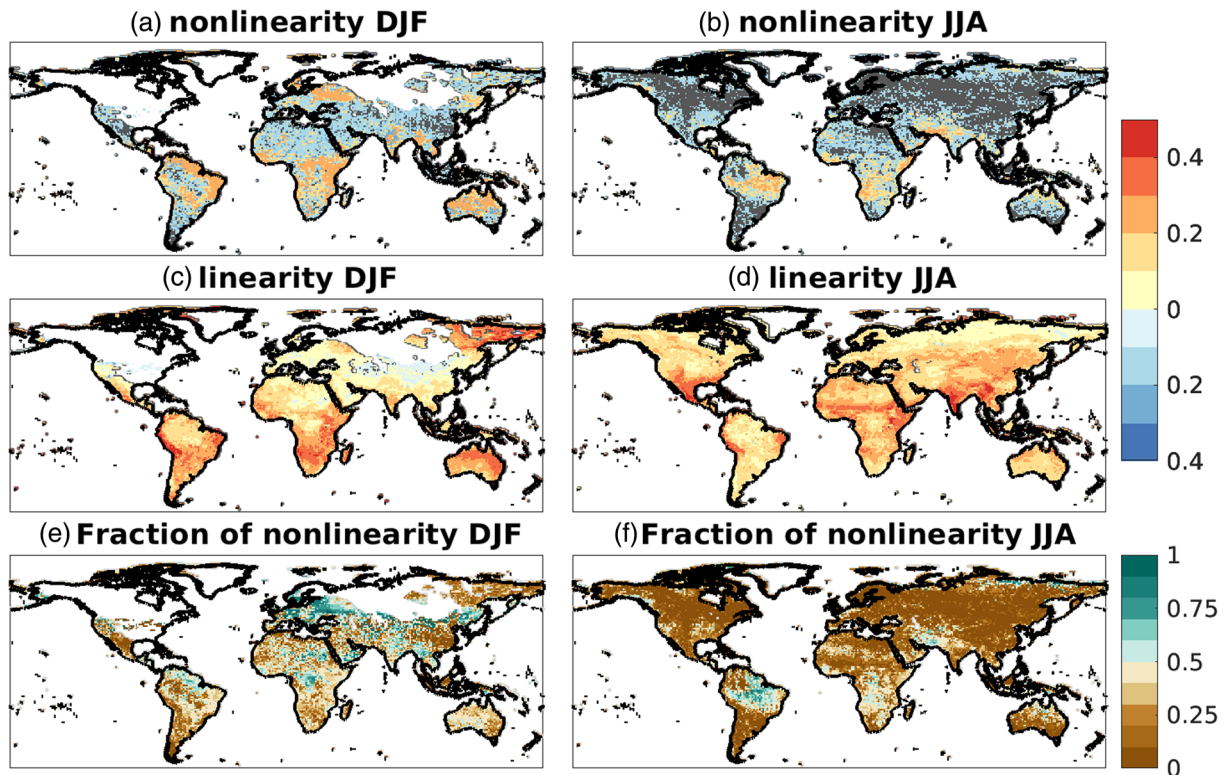 (a) nonlinearity DJF
(b) nonlinearity JJA
0.4
0.2
0
0.2
0.4
(c) linearity DJF
(d) linearity JJA
(e) Fraction of nonlinearity DJF
(f) Fraction of nonlinearity JJA
1
0.75
0.5
0.25
0